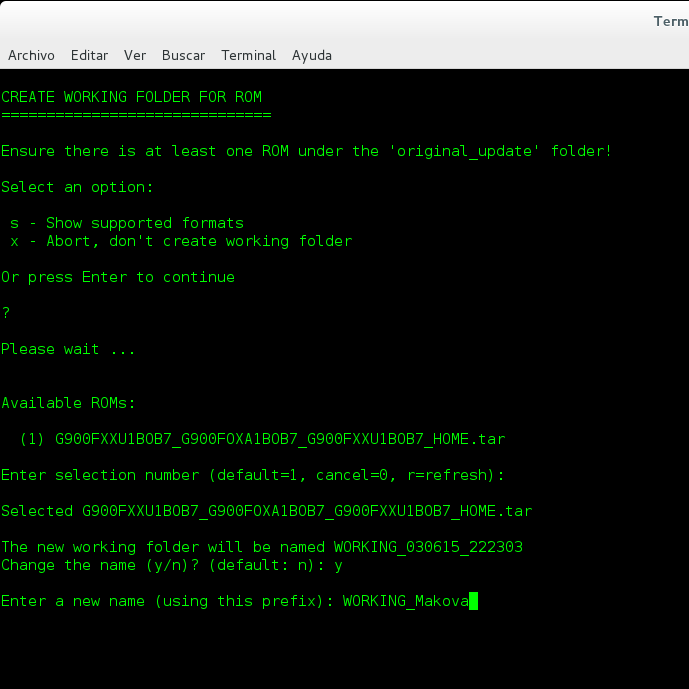 Term
Archivo Editar Ver Buscar Terminal Ayuda
CREATE WORKING FOLDER FOR ROM
==============================
Ensure there is at least one ROM under the 'original_update' folder!
Select an option:
s - Show supported formats
x - Abort, don't create working folder
Or press Enter to continue
?
Please wait ...
Available ROMs:
(1) G900FXXU1BOB7_G900FOXA1BOB7_G900FXXU1BOB7_HOME.tar
Enter selection number (default=1, cancel=0, r=refresh):
Selected G900FXXU1BOB7_G900FOXA1BOB7_G900FXXU1BOB7_HOME.tar
The new working folder will be named WORKING_030615_222303
Change the name (y/n)? (default: n): y
Enter a new name (using this prefix): WORKING_Makova